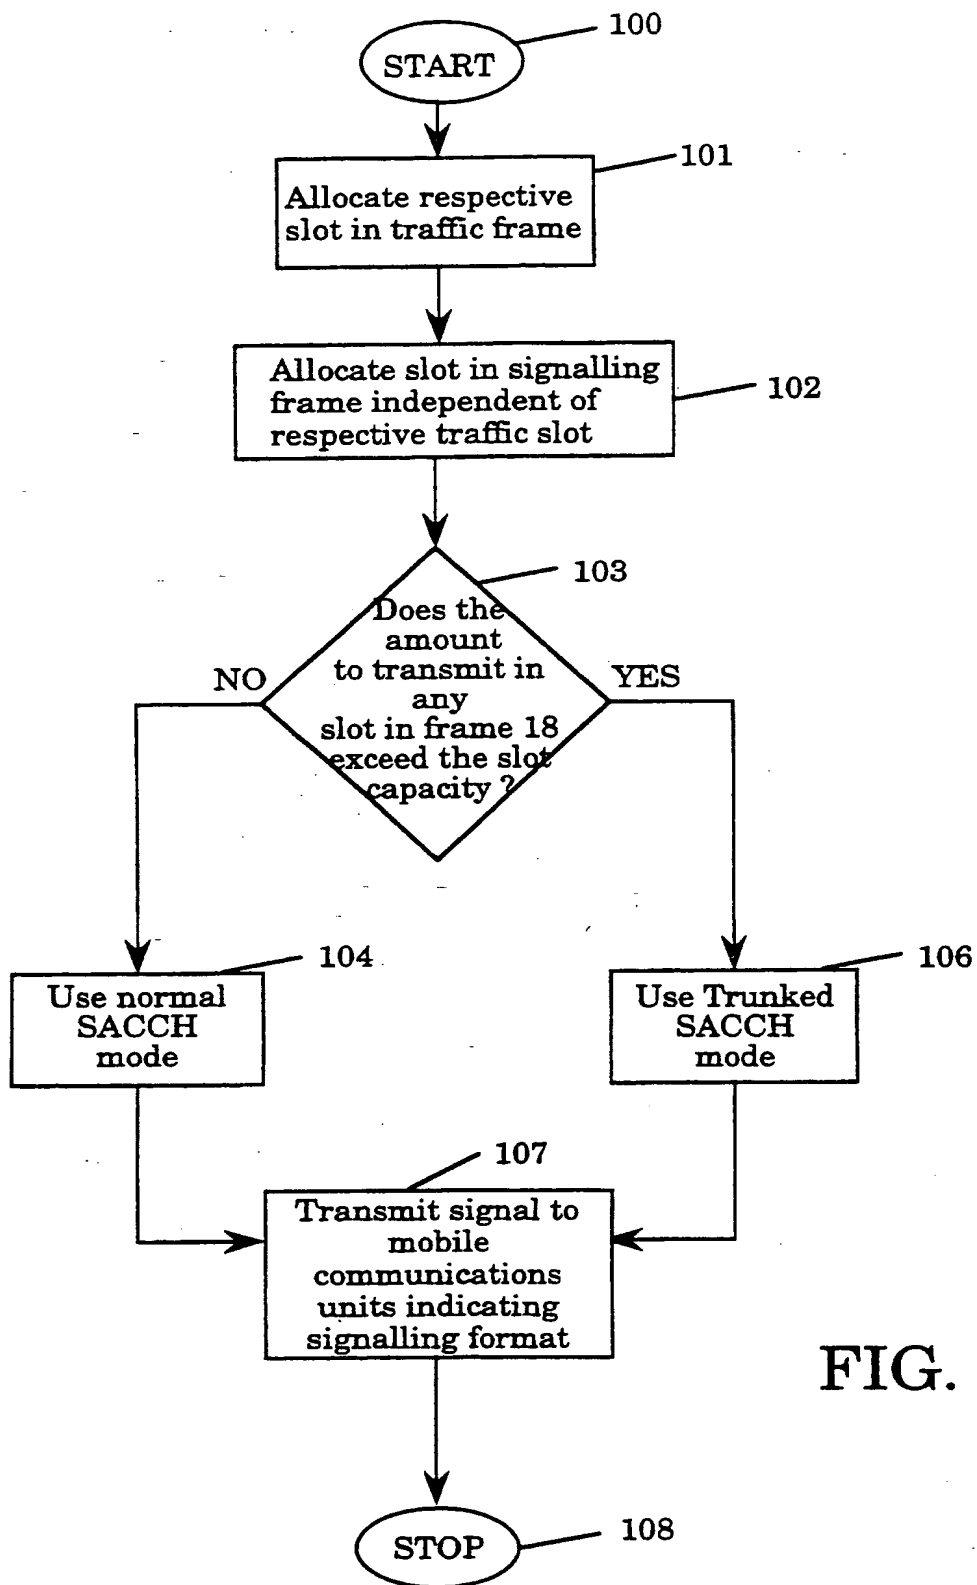 100
START
101
Allocate respective
slot in traffic frame
Allocate slot in signalling
frame independent of
respective traffic slot
102
103
Does the
amount
to transmit in
any
slot in frame 18
exceed the slot
capacity ?
NO
YES
104
Use normal
SACCH
mode
106
Use Trunked
SACCH
mode
107
Transmit signal to
mobile
communications
units indicating
signalling format
FIG.
STOP
108